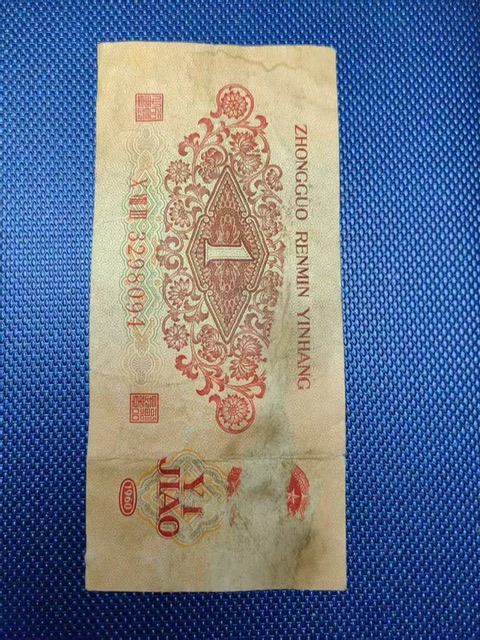 ZHONGGUO RENMIN YINHANG
1
3298094
YI
JIAO
1960